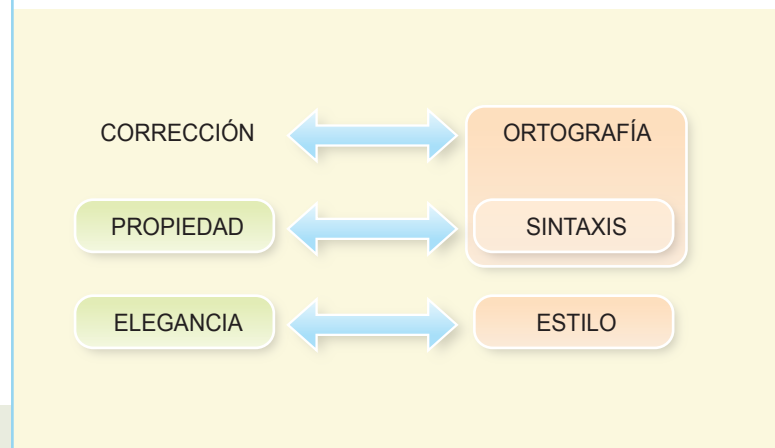 CORRECCIÓN ORTOGRAFÍA
PROPIEDAD SINTAXIS
ELEGANCIA ESTILO